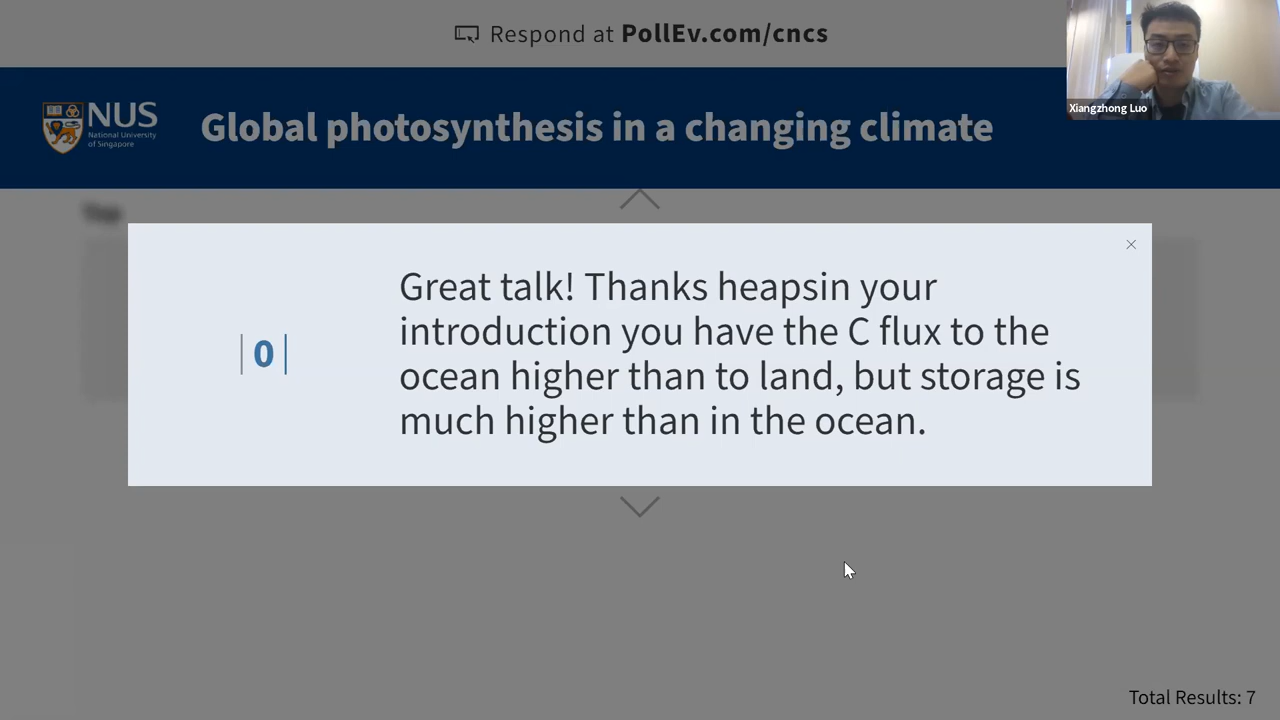 Respond at PollEv.com/cncs
Xiangzhong Luo
NUS
National University
of Singapore
Global photosynthesis in a changing climate
Top
0
Great talk! Thanks heapsin your
introduction you have the C flux to the
ocean higher than to land, but storage is
much higher than in the ocean.
Total Results: 7